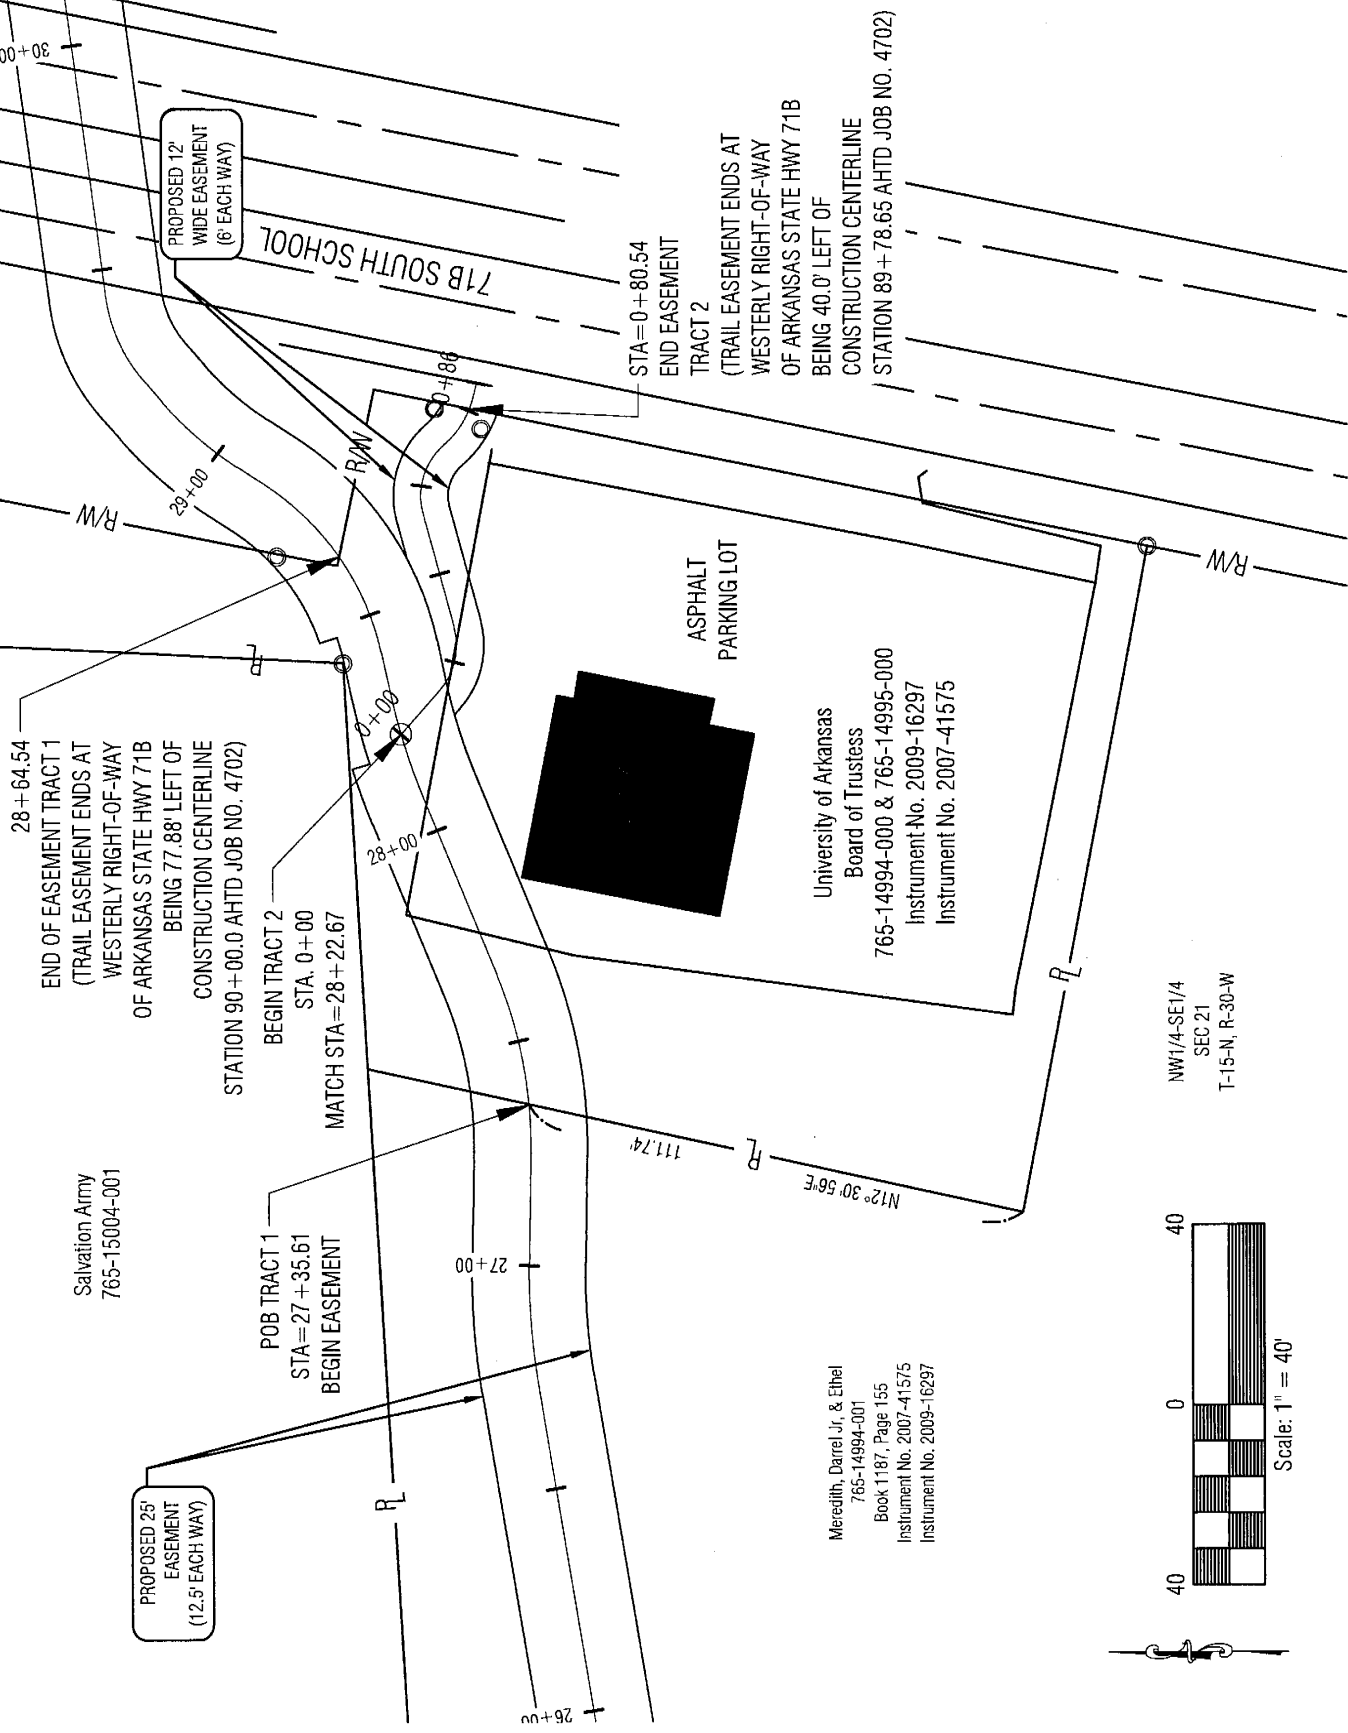 30+00
PROPOSED 12'
WIDE EASEMENT
(6' EACH WAY)
71B SOUTH SCHOOL
STA=0+80.54
END EASEMENT
TRACT 2
(TRAIL EASEMENT ENDS AT
WESTERLY RIGHT-OF-WAY
OF ARKANSAS STATE HWY 71B
BEING 40.0' LEFT OF
CONSTRUCTION CENTERLINE
STATION 89+78.65 AHTD JOB NO. 4702)
0+86
R/W
29+00
R/W
R/W
28+64.54
END OF EASEMENT TRACT 1
(TRAIL EASEMENT ENDS AT
WESTERLY RIGHT-OF-WAY
OF ARKANSAS STATE HWY 71B
BEING 77.88' LEFT OF
CONSTRUCTION CENTERLINE
STATION 90+00.0 AHTD JOB NO. 4702)
PL
0+00
BEGIN TRACT 2
STA. 0+00
MATCH STA=28+22.67
28+00
ASPHALT
PARKING LOT
University of Arkansas
Board of Trustess
765-14994-000 & 765-14995-000
Instrument No. 2009-16297
Instrument No. 2007-41575
PL
NW1/4-SE1/4
SEC 21
T-15-N, R-30-W
Salvation Army
765-15004-001
POB TRACT 1
STA=27+35.61
BEGIN EASEMENT
111.74'
PL
N12° 30' 56"E
27+00
PL
PROPOSED 25'
EASEMENT
(12.5' EACH WAY)
Meredith, Darrel Jr, & Ethel
765-14994-001
Book 1187, Page 155
Instrument No. 2007-41575
Instrument No. 2009-16297
26+00
40
0
40
Scale: 1" = 40'